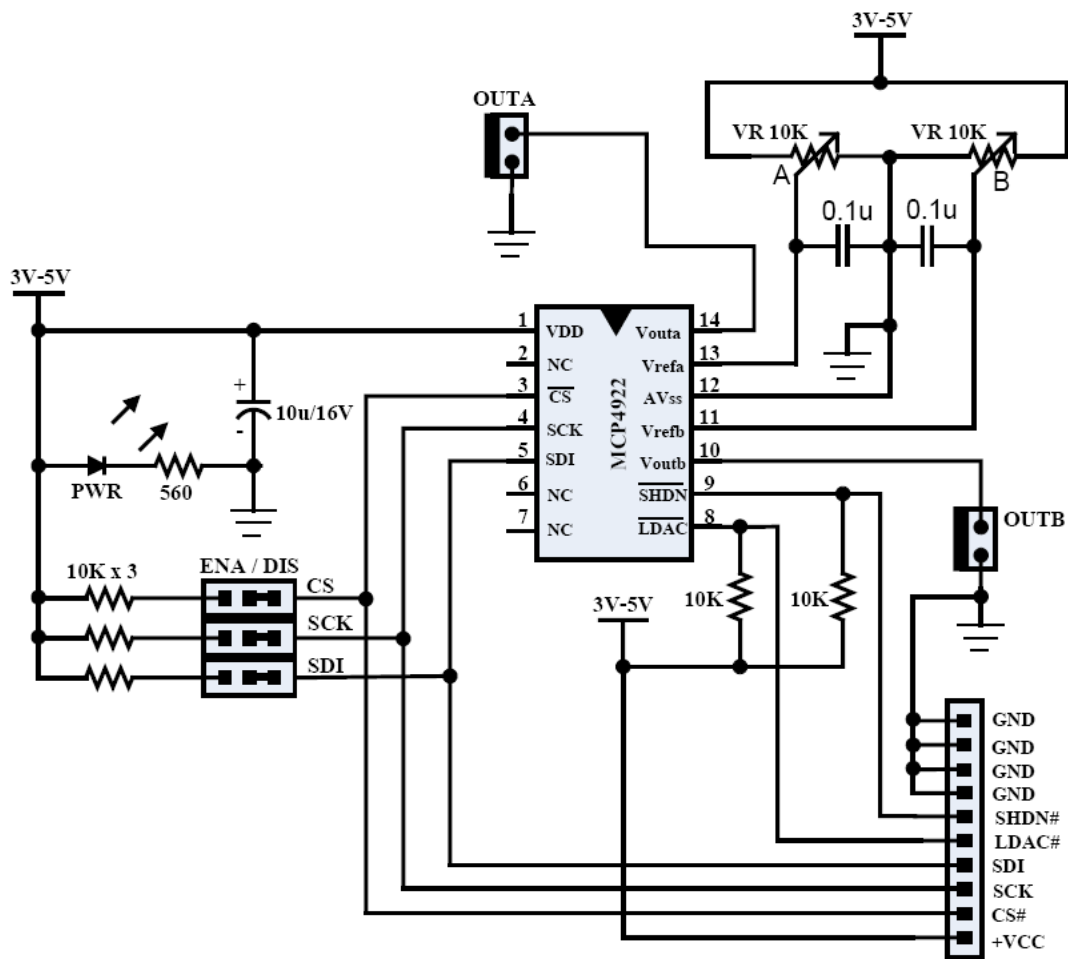 3V-5V
OUTA
VR 10K
VR 10K
A
B
0.1u
0.1u
3V-5V
1
VDD
Vouta
14
2
NC
Vrefa
13
3
CS
AVss
12
4
SCK
Vrefb
11
5
SDI
Voutb
10
6
NC
SHDN
9
7
NC
LDAC
8
MCP4922
+
10u/16V
-
PWR
560
OUTB
10K x 3
ENA / DIS
CS
SCK
SDI
3V-5V
10K
10K
GND
GND
GND
GND
SHDN#
LDAC#
SDI
SCK
CS#
+VCC